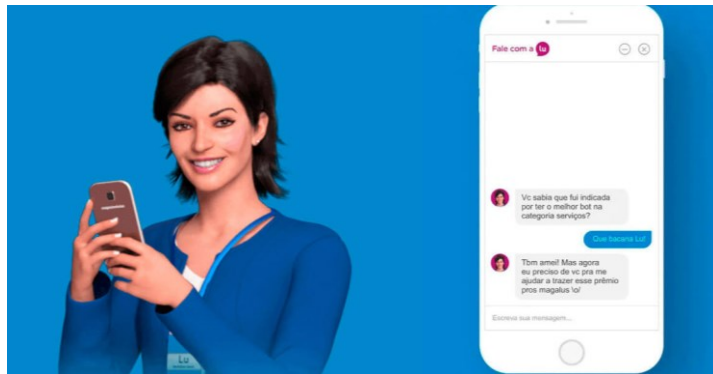 Fale com a lu
Vc sabia que fui indicada
por ter o melhor bot na
categoria serviços?
Que bacana Lu!
Tbm amei! Mas agora
eu preciso de vc pra me
ajudar a trazer esse prêmio
pros magalus \o/
Escreva sua mensagem...
Lu